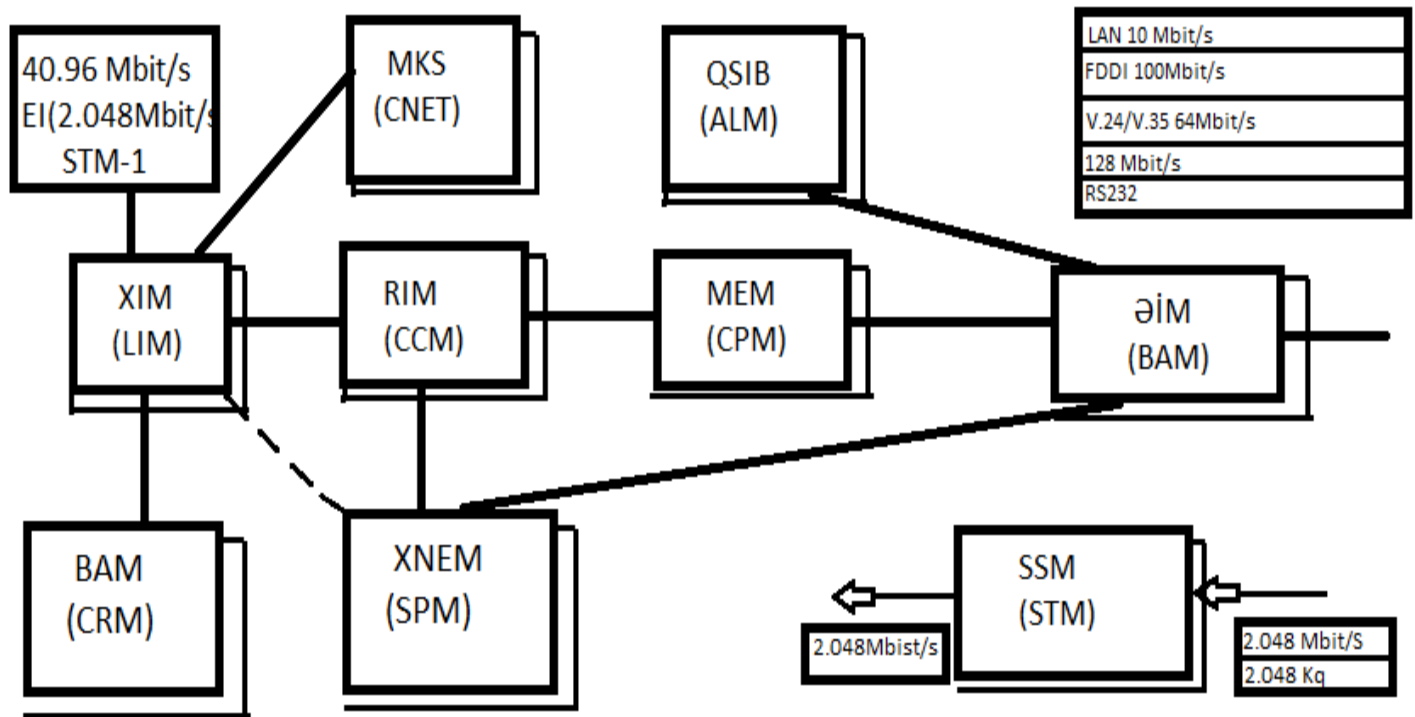 40.96 Mbit/s
EI(2.048Mbit/s
STM-1
MKS
(CNET)
QSIB
(ALM)
LAN 10 Mbit/s
FDDI 100Mbit/s
V.24/V.35 64Mbit/s
128 Mbit/s
RS232
XIM
(LIM)
RIM
(CCM)
MEM
(CPM)
ƏİM
(BAM)
BAM
(CRM)
XNEM
(SPM)
SSM
(STM)
2.048Mbist/s
2.048 Mbit/S
2.048 Kq